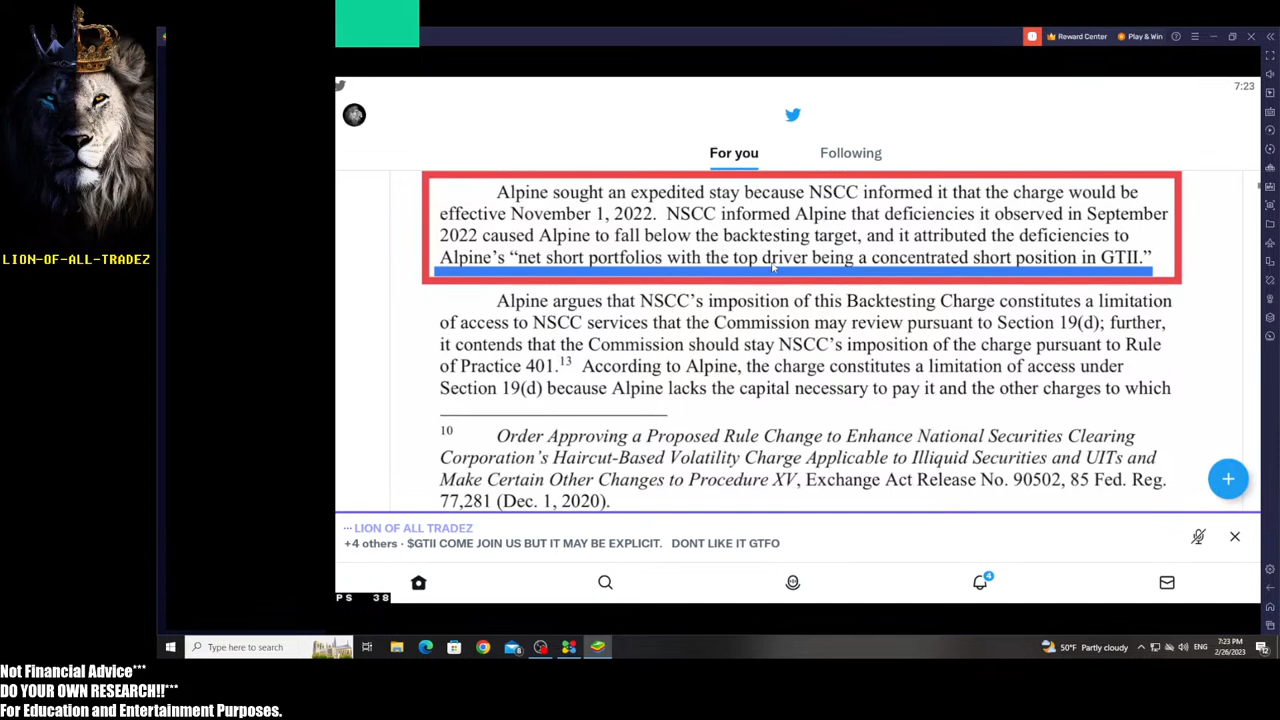 Reward Center
Play & Win
7:23
For you
Following
Alpine sought an expedited stay because NSCC informed it that the charge would be
effective November 1, 2022.  NSCC informed Alpine that deficiencies it observed in September
2022 caused Alpine to fall below the backtesting target, and it attributed the deficiencies to
Alpine’s “net short portfolios with the top driver being a concentrated short position in GTII.”
Alpine argues that NSCC’s imposition of this Backtesting Charge constitutes a limitation
of access to NSCC services that the Commission may review pursuant to Section 19(d); further,
it contends that the Commission should stay NSCC’s imposition of the charge pursuant to Rule
of Practice 401.13  According to Alpine, the charge constitutes a limitation of access under
Section 19(d) because Alpine lacks the capital necessary to pay it and the other charges to which
10 Order Approving a Proposed Rule Change to Enhance National Securities Clearing
Corporation’s Haircut-Based Volatility Charge Applicable to Illiquid Securities and UITs and
Make Certain Other Changes to Procedure XV, Exchange Act Release No. 90502, 85 Fed. Reg.
77,281 (Dec. 1, 2020).
LION-OF-ALL-TRADEZ
··· LION OF ALL TRADEZ
+4 others · $GTII COME JOIN US BUT IT MAY BE EXPLICIT.  DONT LIKE IT GTFO
4
PS 38
Type here to search
50°F Partly cloudy
ENG
7:23 PM
2/26/2023
Not Financial Advice***
DO YOUR OWN RESEARCH!!***
For Education and Entertainment Purposes.